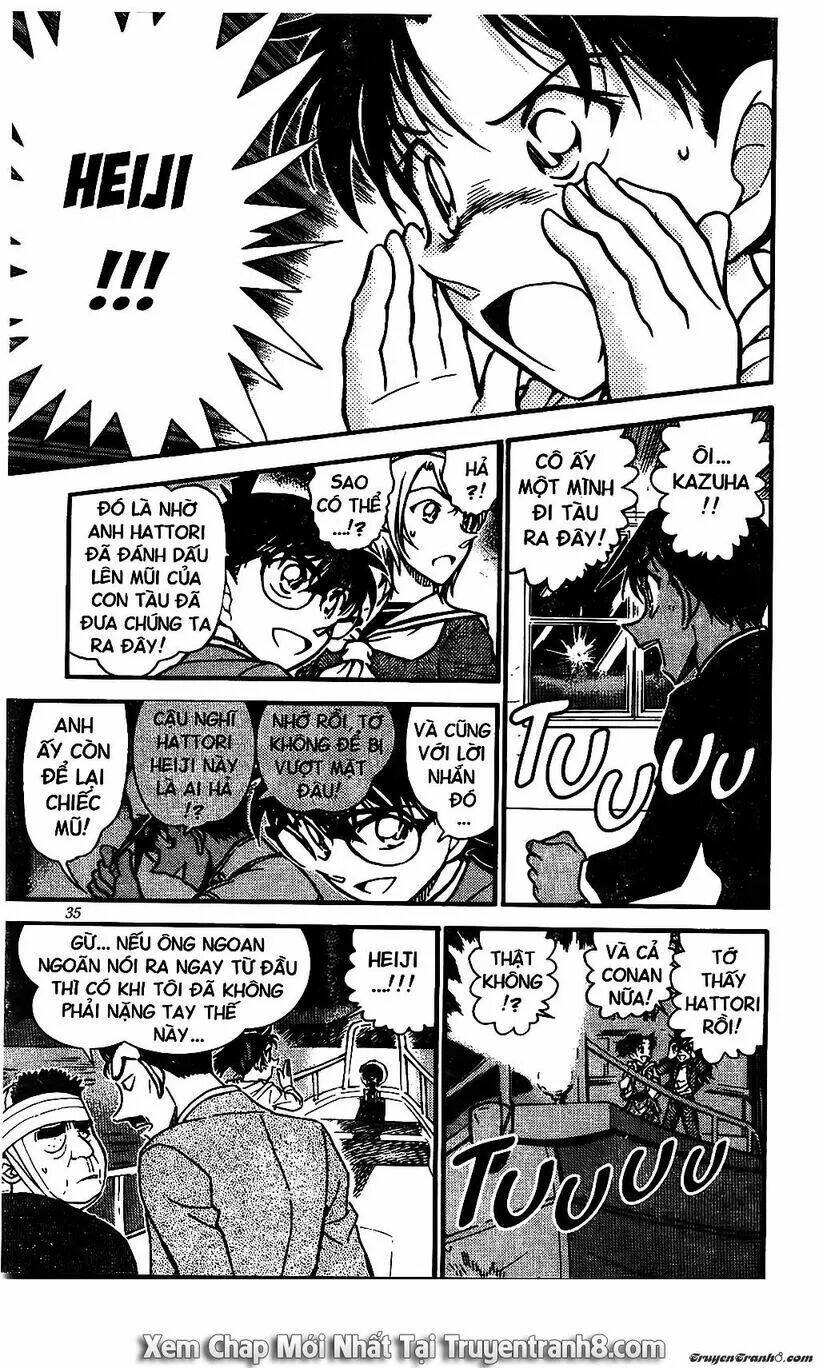 HEIJI
!!!
ÔI...
KAZUHA
!!
CÔ ẤY
MỘT MÌNH
ĐI TÀU
RA ĐÂY!
TUUUUU
HẢ
?!
SAO
CÓ THỂ
....!?
ĐÓ LÀ NHỜ
ANH HATTORI
ĐÃ ĐÁNH DẤU
LÊN MŨI CỦA
CON TÀU ĐÃ
ĐƯA CHÚNG TA
RA ĐÂY!
VÀ CŨNG
VỚI LỜI
NHẮN
ĐÓ
...
NHỚ RỒI, TỚ
KHÔNG ĐỂ BỊ
VƯỢT MẶT
ĐÂU!
CẬU NGHĨ
HATTORI
HEIJI NÀY
LÀ AI HẢ
!?
ANH
ẤY CÒN
ĐỂ LẠI
CHIẾC
MŨ!
35
TỚ
THẤY
HATTORI
RỒI!
VÀ CẢ
CONAN
NỮA!
THẬT
KHÔNG
!?
TUUUUU
HEIJI
....!!!
GỪ... NẾU ÔNG NGOAN
NGOÃN NÓI RA NGAY TỪ ĐẦU
THÌ CÓ KHI TÔI ĐÃ KHÔNG
PHẢI NẶNG TAY THẾ
NÀY...
Xem Chap Mới Nhất Tại Truyentranh8.com
TruyenTranh8.com